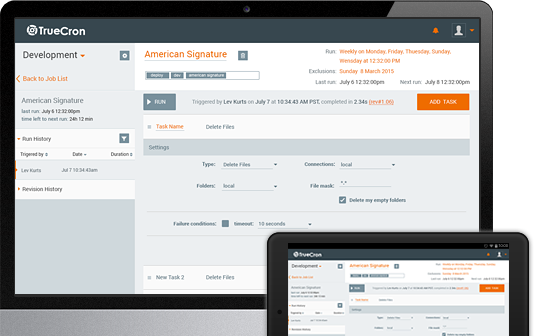 TrueCron
Development
American Signature
Run: Weekly on Monday, Friday, Thuesday, Sunday,
Wensday at 12:32:00 PM
Back to Job List
deploy dev american signature
Exclusions: Sunday: 8 March 2015
Last run: July 6 12:32:00PM Next run: July 8 12:32:00PM
American Signature
last run: july6 12:32:00pm
time left to next run: 24h 12 min
RUN
Triggered by Lev Kurts on July 7 at 10:34:43 AM PST, completed in 2.34s (rev#1.06)
ADD TASK
Run History
Task Name Delete Files
Trigered by Date Duration
Settings
Lev Kurts Jul 7 10:34:43am
Type: Delete Files Connections: local
Revision History
Folders: local File mask: *.*
Delete my empty folders
Failure conditions: timeout: 10 seconds
New Task 2 Delete Files
TrueCron
Development
American Signature
RUN
ADD TASK
Settings